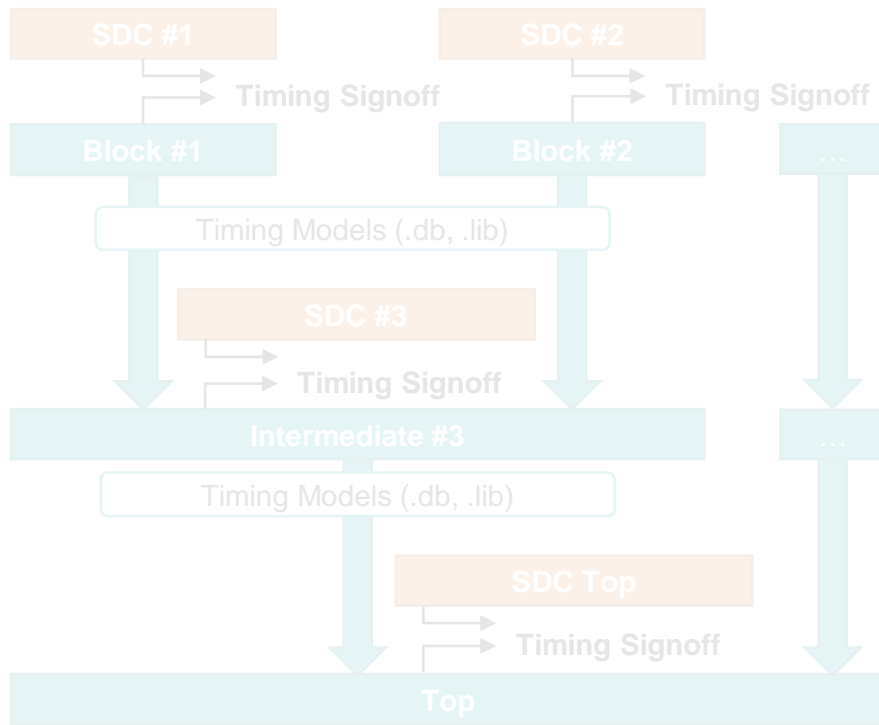 SDC #1
SDC #2
Timing Signoff
Timing Signoff
Block #1
Block #2
...
Timing Models (.db, .lib)
SDC #3
Timing Signoff
Intermediate #3
...
Timing Models (.db, .lib)
SDC Top
Timing Signoff
Top